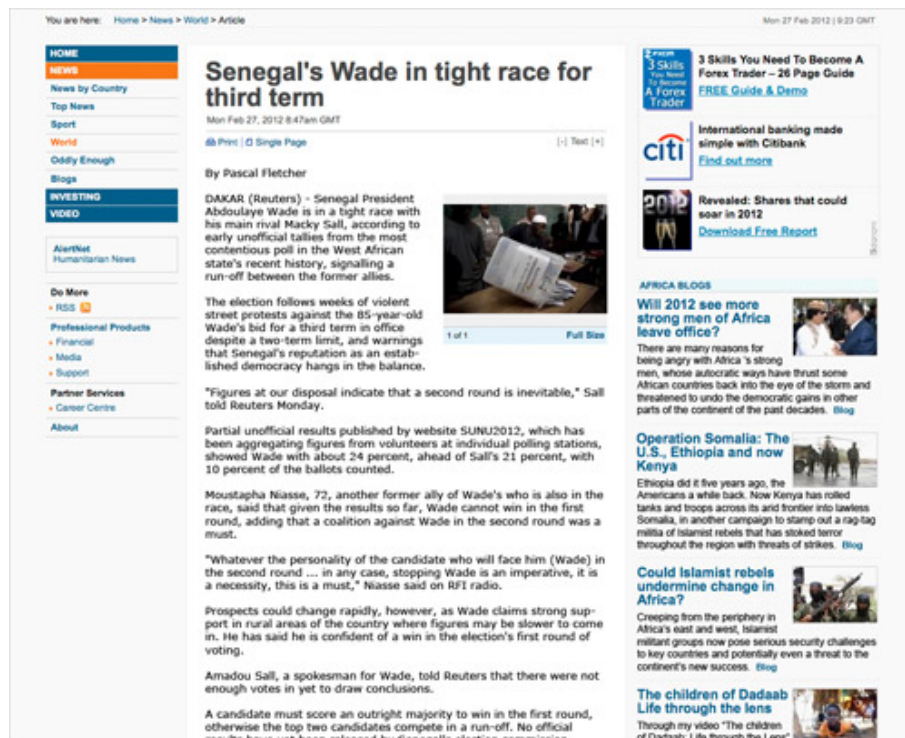 You are here: Home > News > World > Article
Mon 27 Feb 2012 | 9:23 GMT
HOME
NEWS
News by Country
Top News
Sport
World
Oddly Enough
Blogs
INVESTING
VIDEO
AlertNet
Humanitarian News
Do More
RSS
Professional Products
Financial
Media
Support
Partner Services
Career Centre
About
Senegal's Wade in tight race for
third term
Mon Feb 27, 2012 8:47am GMT
Print | Single Page
[-] Text [+]
By Pascal Fletcher
DAKAR (Reuters) - Senegal President
Abdoulaye Wade is in a tight race with
his main rival Macky Sall, according to
early unofficial tallies from the most
contentious poll in the West African
state's recent history, signalling a
run-off between the former allies.
1 of 1
Full Size
The election follows weeks of violent
street protests against the 85-year-old
Wade's bid for a third term in office
despite a two-term limit, and warnings
that Senegal's reputation as an estab-
lished democracy hangs in the balance.
"Figures at our disposal indicate that a second round is inevitable," Sall
told Reuters Monday.
Partial unofficial results published by website SUNU2012, which has
been aggregating figures from volunteers at individual polling stations,
showed Wade with about 24 percent, ahead of Sall's 21 percent, with
10 percent of the ballots counted.
Moustapha Niasse, 72, another former ally of Wade's who is also in the
race, said that given the results so far, Wade cannot win in the first
round, adding that a coalition against Wade in the second round was a
must.
"Whatever the personality of the candidate who will face him (Wade) in
the second round ... in any case, stopping Wade is an imperative, it is
a necessity, this is a must," Niasse said on RFI radio.
Prospects could change rapidly, however, as Wade claims strong sup-
port in rural areas of the country where figures may be slower to come
in. He has said he is confident of a win in the election's first round of
voting.
Amadou Sall, a spokesman for Wade, told Reuters that there were not
enough votes in yet to draw conclusions.
A candidate must score an outright majority to win in the first round,
otherwise the top two candidates compete in a run-off. No official
results have yet been released by Senegal's election commission
3 Skills
You Need
To Become
A Forex
Trader
3 Skills You Need To Become A
Forex Trader – 26 Page Guide
FREE Guide & Demo
citi
International banking made
simple with Citibank
Find out more
2012
Revealed: Shares that could
soar in 2012
Download Free Report
AFRICA BLOGS
Will 2012 see more
strong men of Africa
leave office?
There are many reasons for
being angry with Africa 's strong
men, whose autocratic ways have thrust some
African countries back into the eye of the storm and
threatened to undo the democratic gains in other
parts of the continent of the past decades. Blog
Operation Somalia: The
U.S., Ethiopia and now
Kenya
Ethiopia did it five years ago, the
Americans a while back. Now Kenya has rolled
tanks and troops across its arid frontier into lawless
Somalia, in another campaign to stamp out a rag-tag
militia of Islamist rebels that has stoked terror
throughout the region with threats of strikes. Blog
Could Islamist rebels
undermine change in
Africa?
Creeping from the periphery in
Africa's east and west, Islamist
militant groups now pose serious security challenges
to key countries and potentially even a threat to the
continent's new success. Blog
The children of Dadaab
Life through the lens
Through my video "The children
of Dadaab: Life through the Lens"